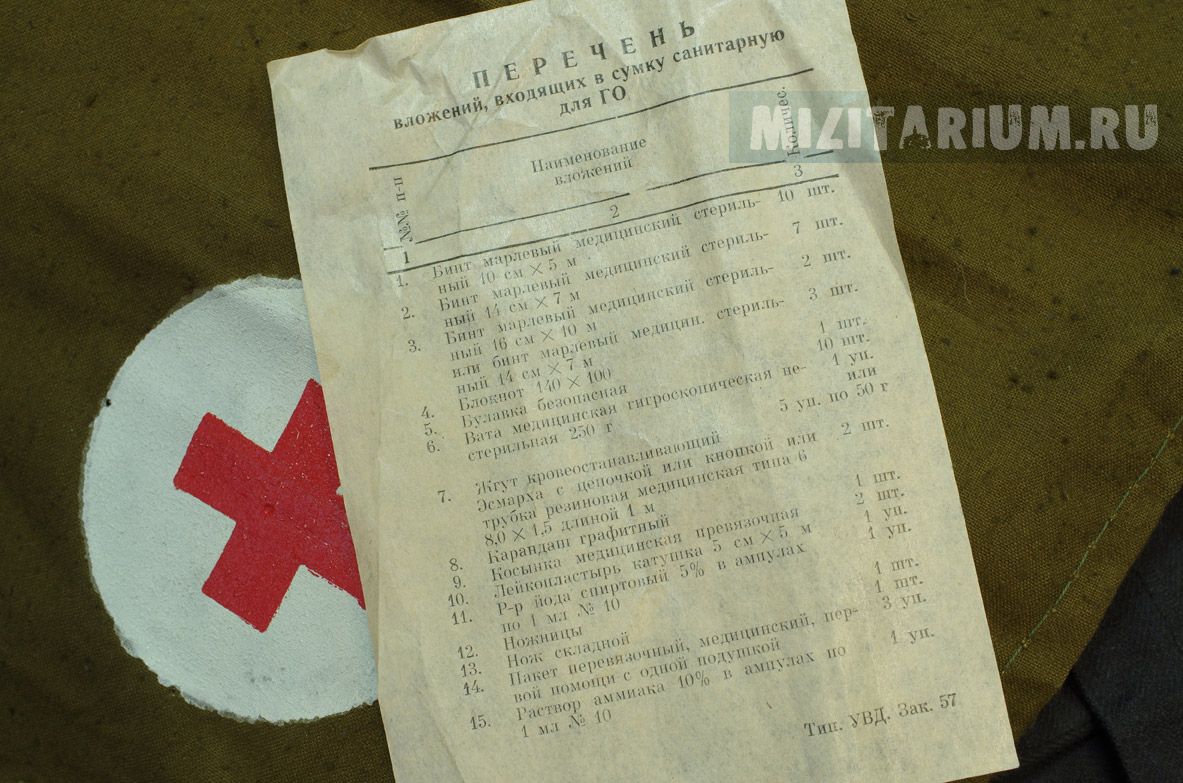 ПЕРЕЧЕНЬ
вложений, входящих в сумку санитарную
для ГО
MIZITARIUM.RU
№№ п-п
Наименование
вложений
Количес.
1 2 3
1. Бинт марлевый медицинский стериль- 10 шт.
ный 10 см × 5 м
2. Бинт марлевый медицинский стериль- 7 шт.
ный 14 см × 7 м
3. Бинт марлевый медицинский стериль- 2 шт.
ный 16 см × 10 м
или бинт марлевый медицин. стериль- 3 шт.
ный 14 см × 7 м
4. Блокнот 140 × 100 1 шт.
5. Булавка безопасная 10 шт.
6. Вата медицинская гигроскопическая не- 1 уп.
стерильная 250 г или
5 уп. по 50 г
7. Жгут кровеостанавливающий
Эсмарха с цепочкой или кнопкой или 2 шт.
трубка резиновая медицинская типа 6
8,0 × 1,5 длиной 1 м
8. Карандаш графитный 1 шт.
9. Косынка медицинская превязочная 2 шт.
10. Лейкопластырь катушка 5 см × 5 м 1 уп.
11. Р-р йода спиртовый 5% в ампулах 1 уп.
по 1 мл № 10
12. Ножницы 1 шт.
13. Нож складной 1 шт.
14. Пакет перевязочный, медицинский, пер- 3 уп.
вой помощи с одной подушкой
15. Раствор аммиака 10% в ампулах по 1 уп.
1 мл № 10
Тип. УВД. Зак. 57